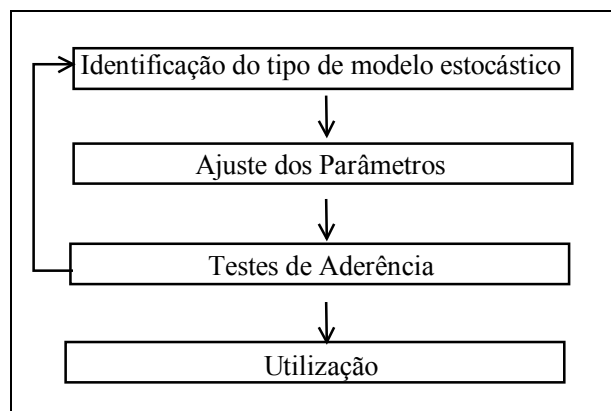 Identificação do tipo de modelo estocástico
Ajuste dos Parâmetros
Testes de Aderência
Utilização